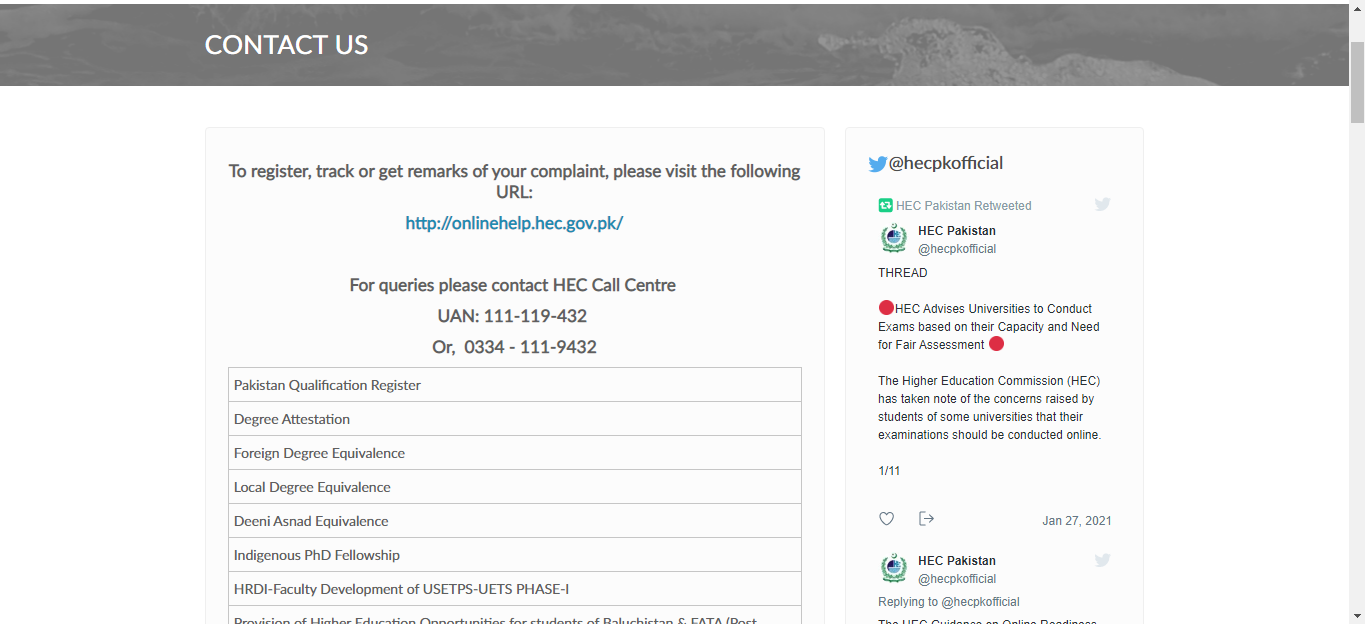 CONTACT US
To register, track or get remarks of your complaint, please visit the following
URL:
http://onlinehelp.hec.gov.pk/
For queries please contact HEC Call Centre
UAN: 111-119-432
Or,  0334 - 111-9432
Pakistan Qualification Register
Degree Attestation
Foreign Degree Equivalence
Local Degree Equivalence
Deeni Asnad Equivalence
Indigenous PhD Fellowship
HRDI-Faculty Development of USETPS-UETS PHASE-I
Provision of Higher Education Opportunities for students of Baluchistan & FATA (Post
@hecpkofficial
HEC Pakistan Retweeted
HEC Pakistan
@hecpkofficial
THREAD
HEC Advises Universities to Conduct
Exams based on their Capacity and Need
for Fair Assessment
The Higher Education Commission (HEC)
has taken note of the concerns raised by
students of some universities that their
examinations should be conducted online.
1/11
Jan 27, 2021
HEC Pakistan
@hecpkofficial
Replying to @hecpkofficial
The HEC Guidance on Online Readiness